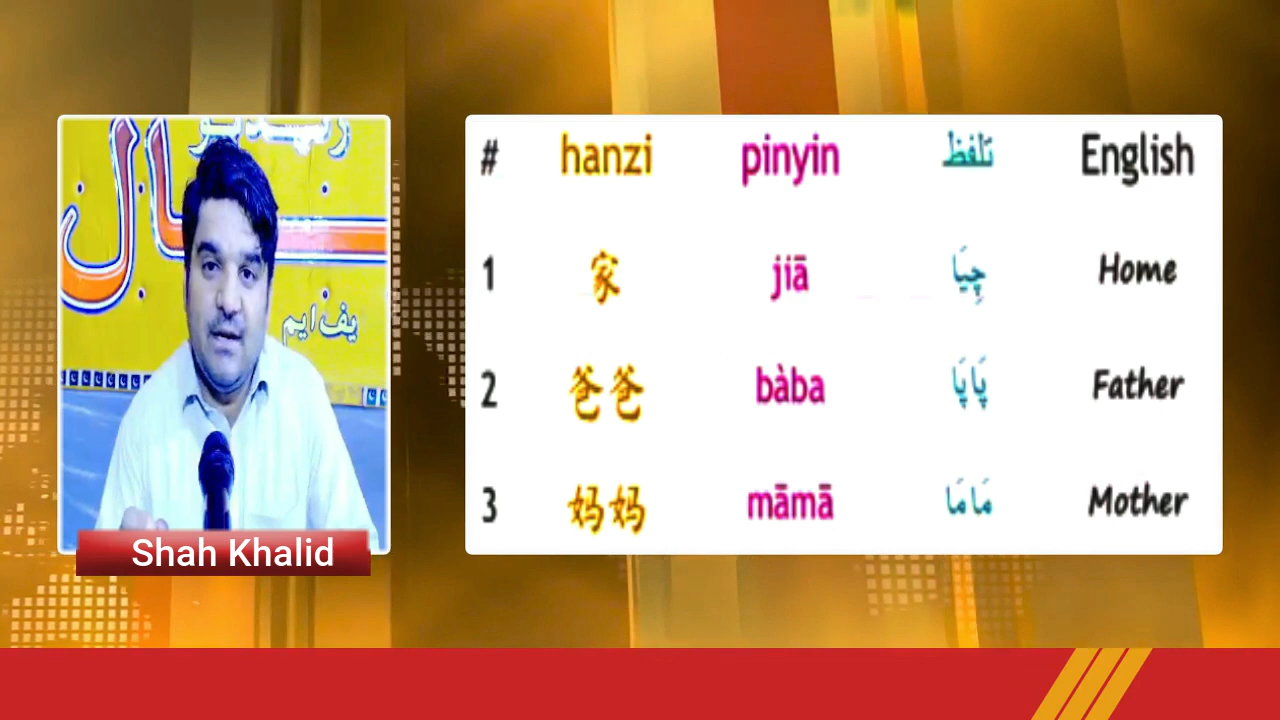 ریڈیو
یف ایم
Shah Khalid
# hanzi pinyin تلفظ English
1 家 jiā چِیَا Home
2 爸爸 bàba پَاپَا Father
3 妈妈 māmā مَامَا Mother